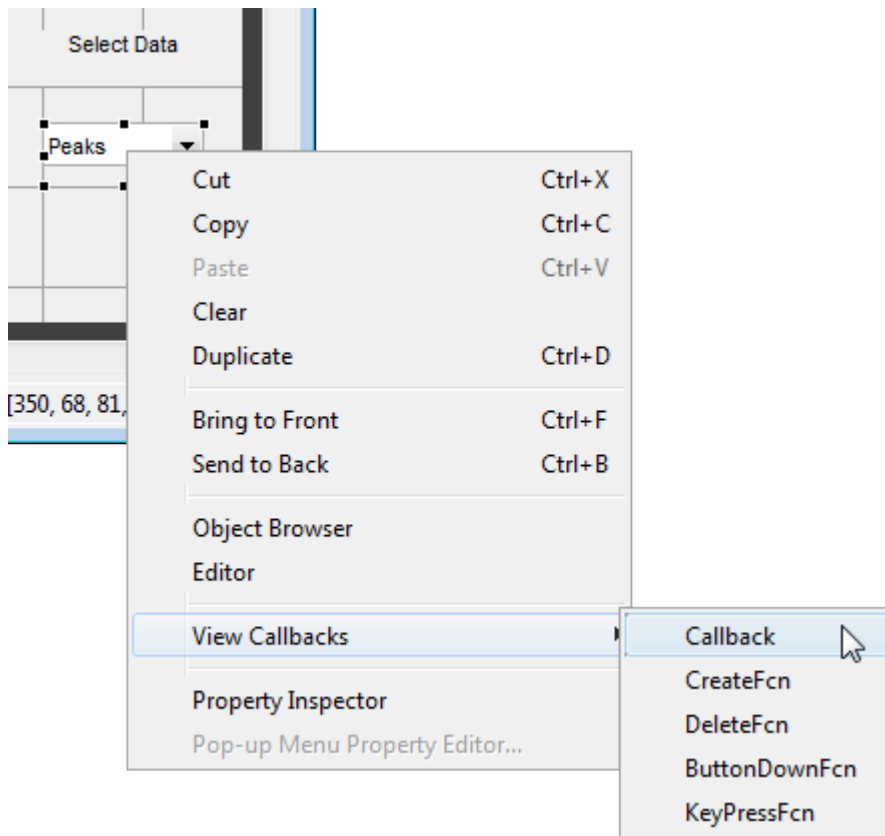 Select Data
Peaks
Cut Ctrl+X
Copy Ctrl+C
Paste Ctrl+V
Clear
Duplicate Ctrl+D
[350, 68, 81,
Bring to Front Ctrl+F
Send to Back Ctrl+B
Object Browser
Editor
View Callbacks
Callback
CreateFcn
Property Inspector
DeleteFcn
Pop-up Menu Property Editor...
ButtonDownFcn
KeyPressFcn